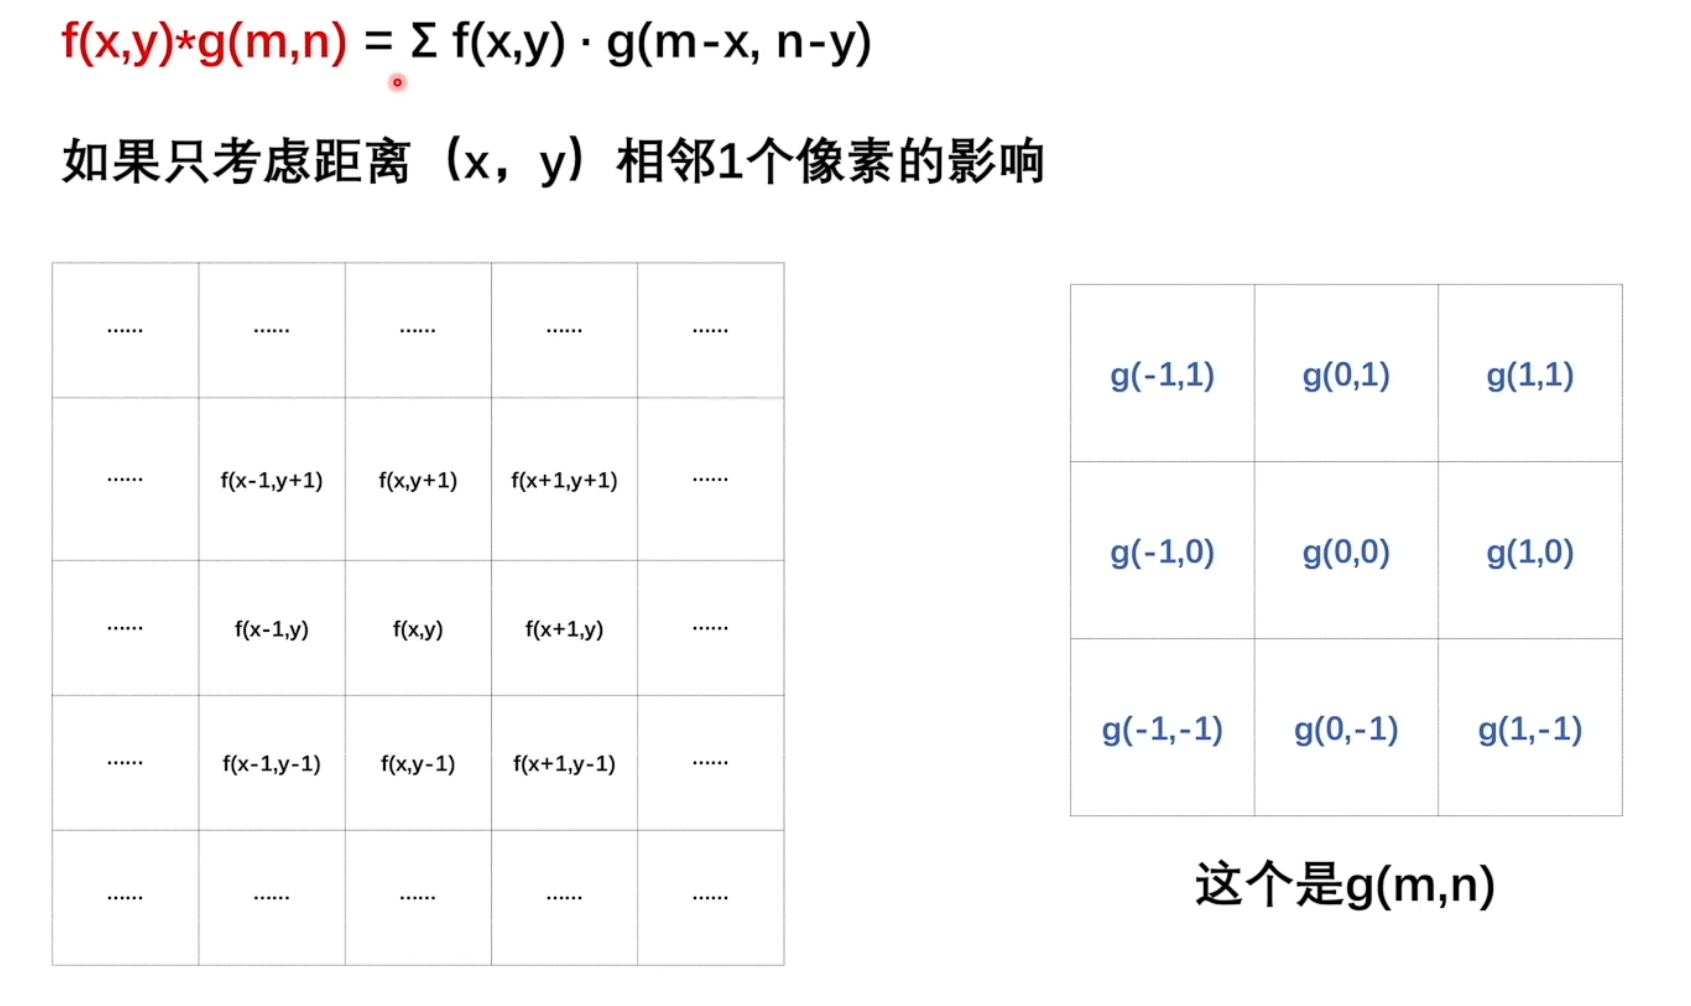 f(x,y)*g(m,n) = Σ f(x,y) · g(m-x, n-y)
如果只考虑距离（x，y）相邻1个像素的影响
...... ...... ...... ...... ......
...... f(x-1,y+1) f(x,y+1) f(x+1,y+1) ......
...... f(x-1,y) f(x,y) f(x+1,y) ......
...... f(x-1,y-1) f(x,y-1) f(x+1,y-1) ......
...... ...... ...... ...... ......
g(-1,1) g(0,1) g(1,1)
g(-1,0) g(0,0) g(1,0)
g(-1,-1) g(0,-1) g(1,-1)
这个是g(m,n)